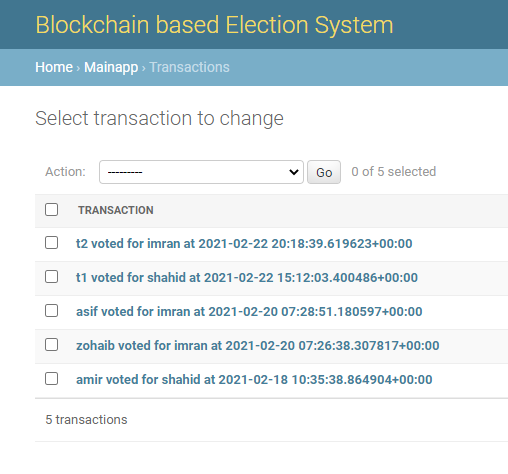 Blockchain based Election System
Home › Mainapp › Transactions
Select transaction to change
Action: --------- Go 0 of 5 selected
TRANSACTION
t2 voted for imran at 2021-02-22 20:18:39.619623+00:00
t1 voted for shahid at 2021-02-22 15:12:03.400486+00:00
asif voted for imran at 2021-02-20 07:28:51.180597+00:00
zohaib voted for imran at 2021-02-20 07:26:38.307817+00:00
amir voted for shahid at 2021-02-18 10:35:38.864904+00:00
5 transactions